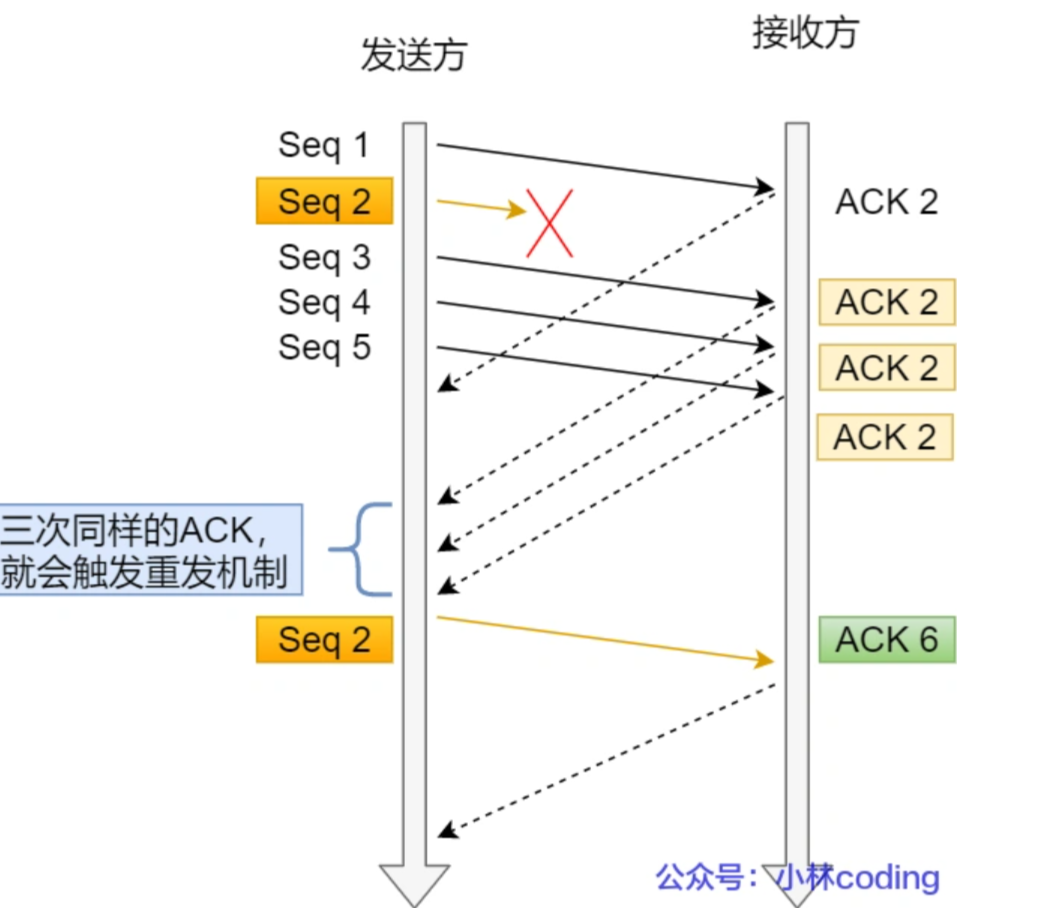 发送方
接收方
Seq 1
ACK 2
Seq 2
Seq 3
Seq 4
ACK 2
Seq 5
ACK 2
ACK 2
三次同样的ACK,
就会触发重发机制
Seq 2
ACK 6
公众号：小林coding